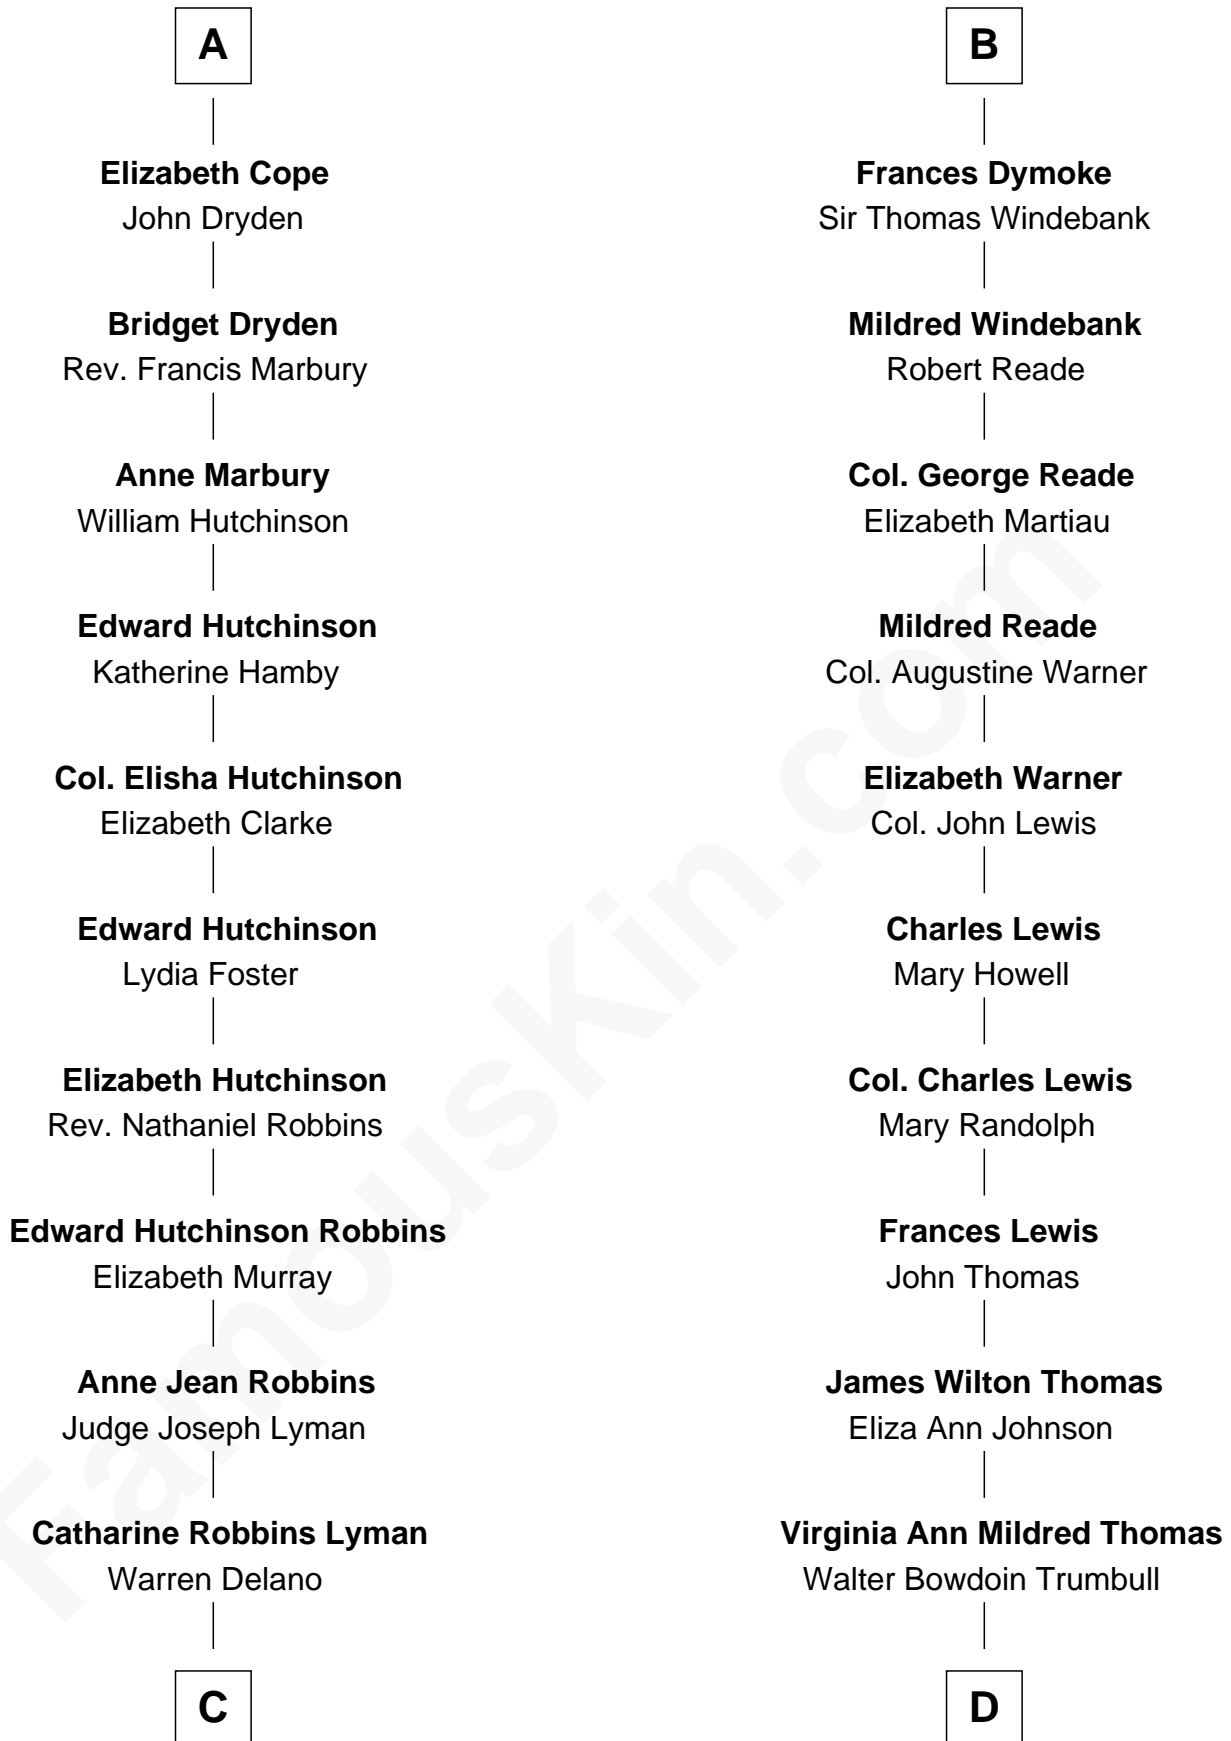 A
Elizabeth Cope
John Dryden
Bridget Dryden
Rev. Francis Marbury
Anne Marbury
William Hutchinson
Edward Hutchinson
Katherine Hamby
Col. Elisha Hutchinson
Elizabeth Clarke
Edward Hutchinson
Lydia Foster
Elizabeth Hutchinson
Rev. Nathaniel Robbins
Edward Hutchinson Robbins
Elizabeth Murray
Anne Jean Robbins
Judge Joseph Lyman
Catharine Robbins Lyman
Warren Delano
C
B
Frances Dymoke
Sir Thomas Windebank
Mildred Windebank
Robert Reade
Col. George Reade
Elizabeth Martiau
Mildred Reade
Col. Augustine Warner
Elizabeth Warner
Col. John Lewis
Charles Lewis
Mary Howell
Col. Charles Lewis
Mary Randolph
Frances Lewis
John Thomas
James Wilton Thomas
Eliza Ann Johnson
Virginia Ann Mildred Thomas
Walter Bowdoin Trumbull
D
FamousKin.com